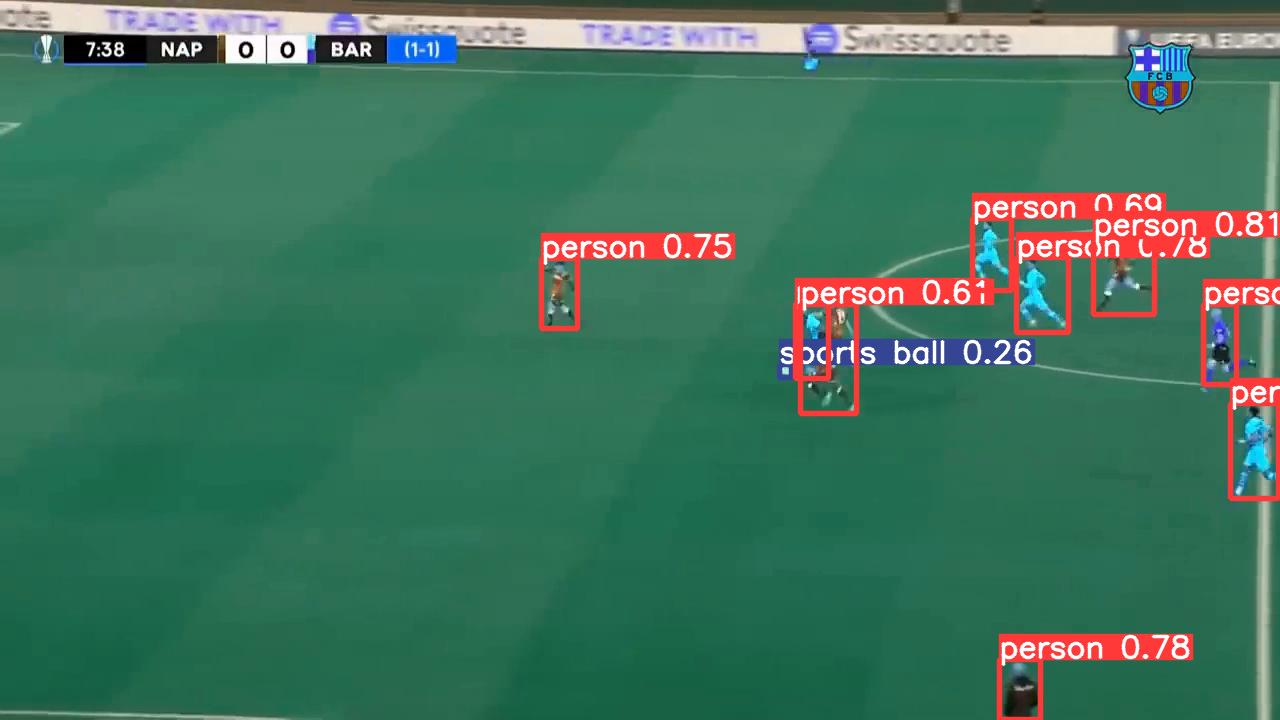 uote TRADE WITH Swissquote TRADE WITH Swissquote UEFA EURO
7:38 NAP 0 0 BAR (1-1)
FCB
person 0.69
person 0.81
person 0.75
person 0.78
person 0.61
perso
sports ball 0.26
per
person 0.78